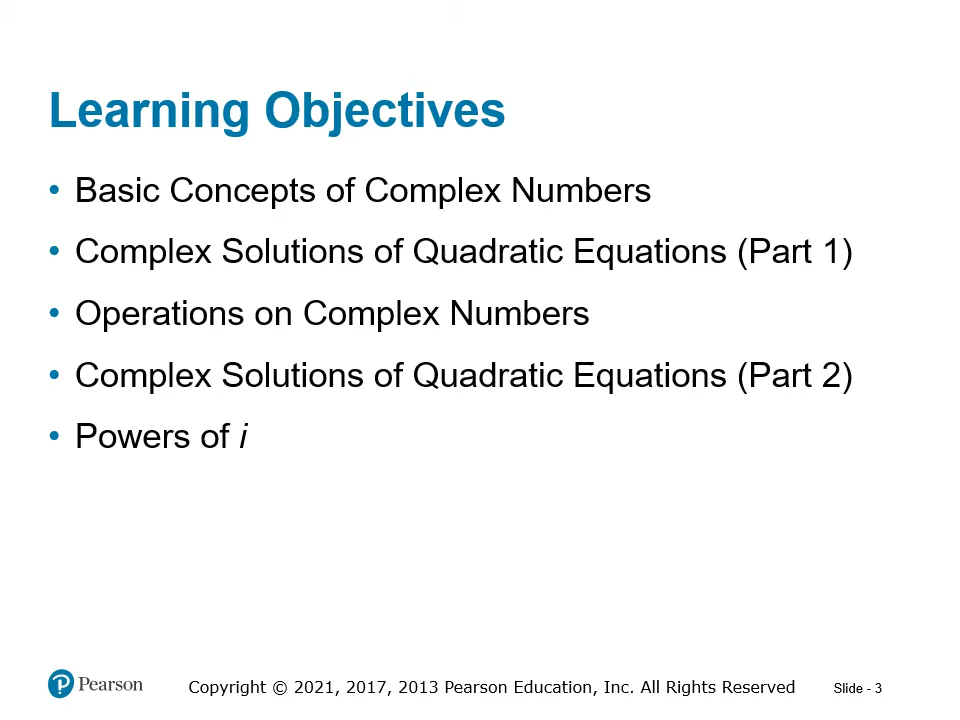 Learning Objectives
• Basic Concepts of Complex Numbers
• Complex Solutions of Quadratic Equations (Part 1)
• Operations on Complex Numbers
• Complex Solutions of Quadratic Equations (Part 2)
• Powers of i
Pearson Copyright © 2021, 2017, 2013 Pearson Education, Inc. All Rights Reserved Slide - 3